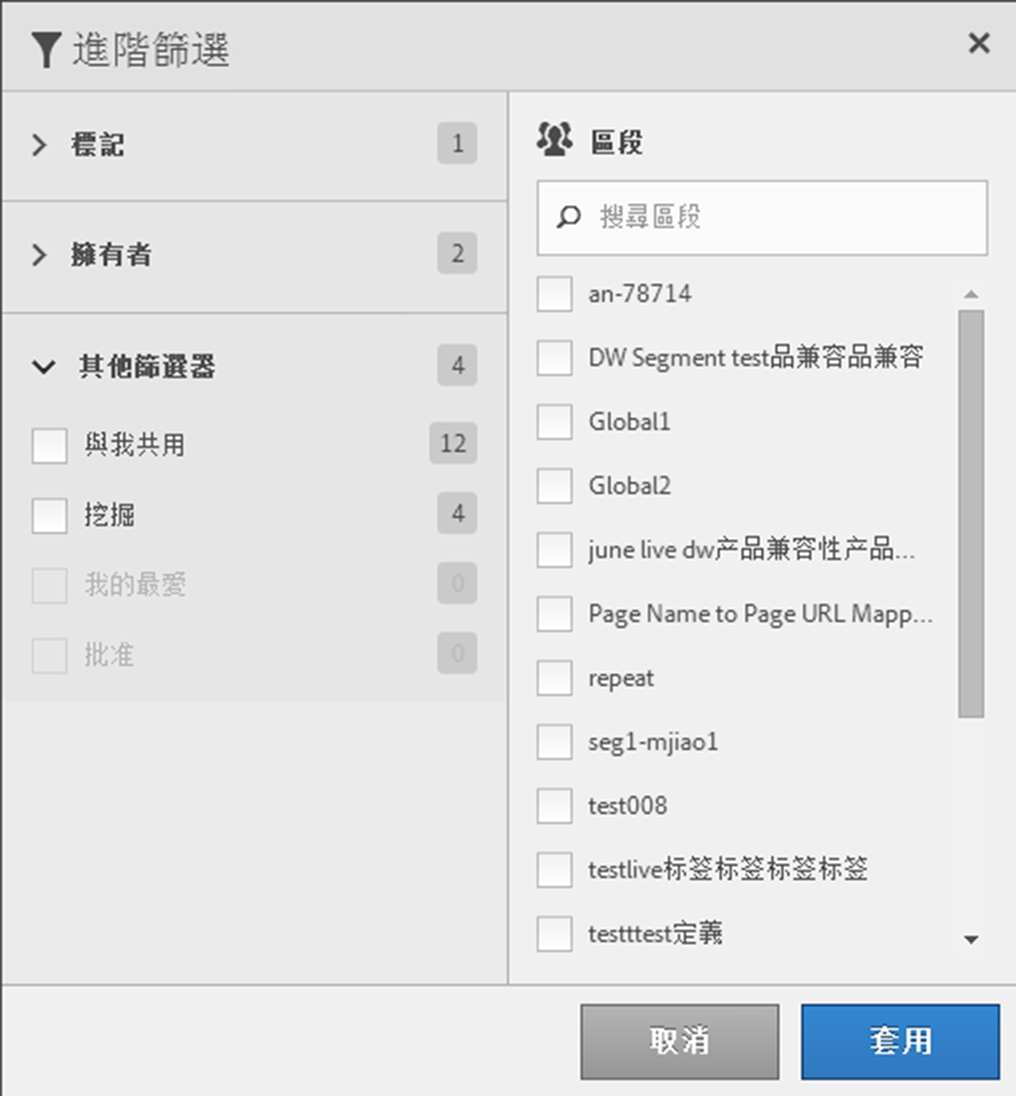 進階篩選
標記 1
擁有者 2
其他篩選器 4
與我共用 12
挖掘 4
我的最愛 0
批准 0
區段
搜尋區段
an-78714
DW Segment test品兼容品兼容
Global1
Global2
june live dw产品兼容性产品...
Page Name to Page URL Mapp...
repeat
seg1-mjiao1
test008
testlive标签标签标签标签
testttest定義
取消
套用